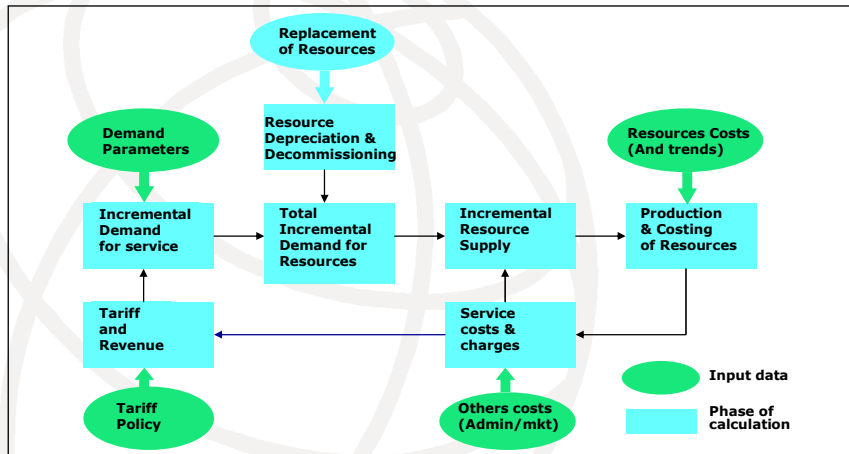 Replacement
of Resources
Demand
Parameters
Resource
Depreciation &
Decommissioning
Resources Costs
(And trends)
Incremental
Demand
for service
Total
Incremental
Demand for
Resources
Incremental
Resource
Supply
Production
& Costing
of Resources
Tariff
and
Revenue
Service
costs &
charges
Tariff
Policy
Others costs
(Admin/mkt)
Input data
Phase of
calculation